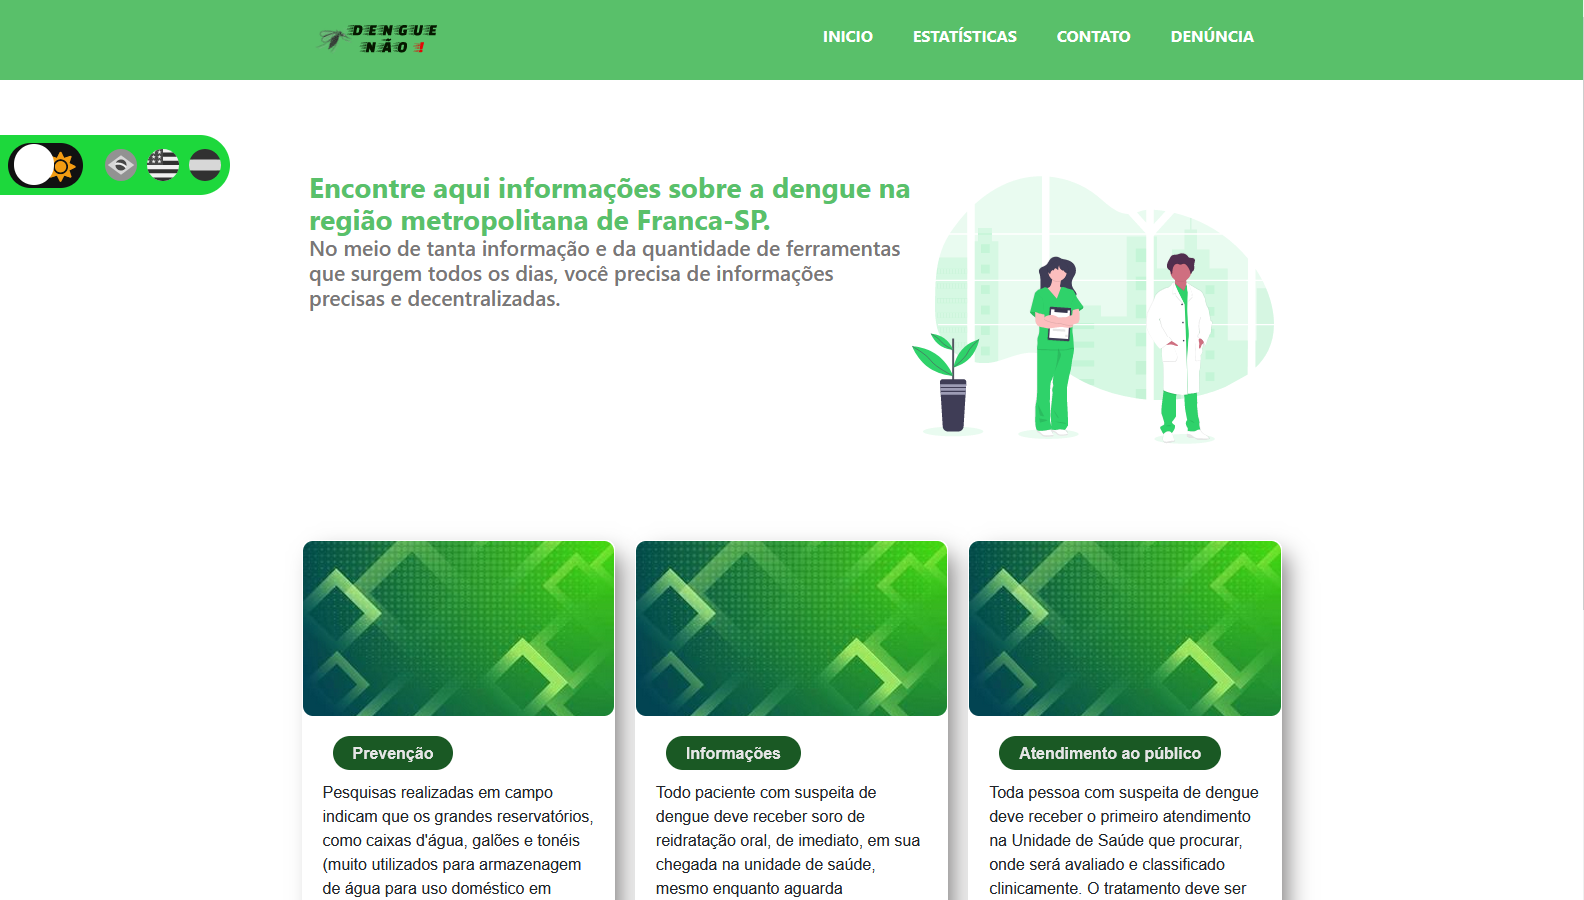 DENGUE
NÃO !
INICIO
ESTATÍSTICAS
CONTATO
DENÚNCIA
Encontre aqui informações sobre a dengue na
região metropolitana de Franca-SP.
No meio de tanta informação e da quantidade de ferramentas
que surgem todos os dias, você precisa de informações
precisas e decentralizadas.
Prevenção
Pesquisas realizadas em campo
indicam que os grandes reservatórios,
como caixas d'água, galões e tonéis
(muito utilizados para armazenagem
de água para uso doméstico em
Informações
Todo paciente com suspeita de
dengue deve receber soro de
reidratação oral, de imediato, em sua
chegada na unidade de saúde,
mesmo enquanto aguarda
Atendimento ao público
Toda pessoa com suspeita de dengue
deve receber o primeiro atendimento
na Unidade de Saúde que procurar,
onde será avaliado e classificado
clinicamente. O tratamento deve ser